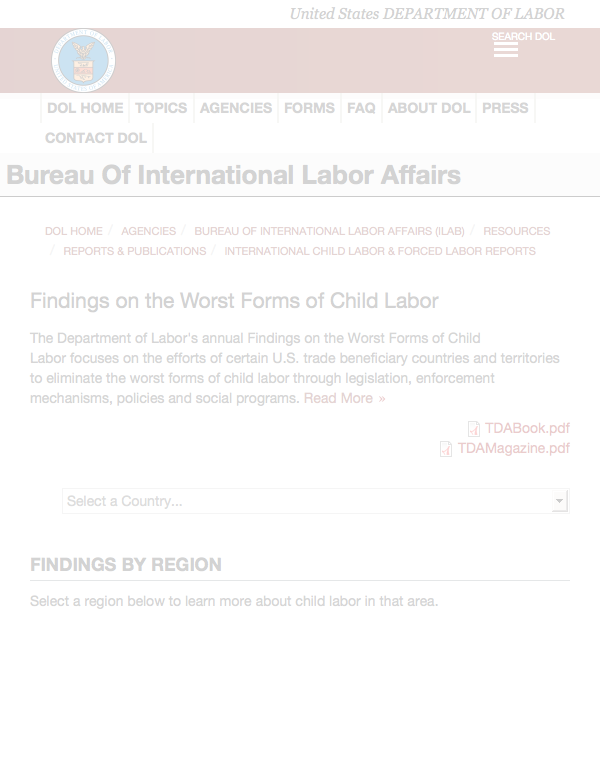 United States DEPARTMENT OF LABOR
SEARCH DOL
DOL HOME TOPICS AGENCIES FORMS FAQ ABOUT DOL PRESS
CONTACT DOL
Bureau Of International Labor Affairs
DOL HOME / AGENCIES / BUREAU OF INTERNATIONAL LABOR AFFAIRS (ILAB) / RESOURCES
/ REPORTS & PUBLICATIONS / INTERNATIONAL CHILD LABOR & FORCED LABOR REPORTS
Findings on the Worst Forms of Child Labor
The Department of Labor's annual Findings on the Worst Forms of Child
Labor focuses on the efforts of certain U.S. trade beneficiary countries and territories
to eliminate the worst forms of child labor through legislation, enforcement
mechanisms, policies and social programs. Read More »
TDABook.pdf
TDAMagazine.pdf
Select a Country...
FINDINGS BY REGION
Select a region below to learn more about child labor in that area.